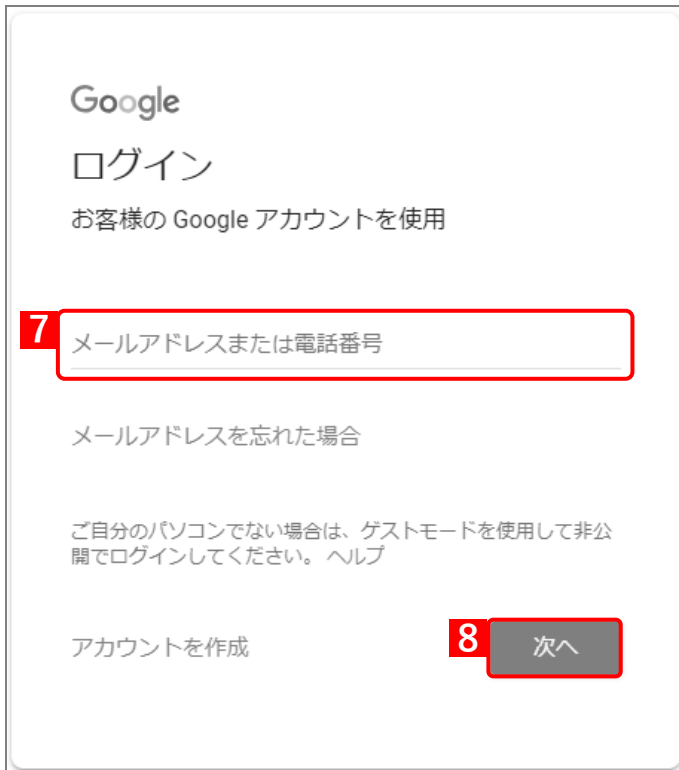 Google
ログイン
お客様の Google アカウントを使用
7
メールアドレスまたは電話番号
メールアドレスを忘れた場合
ご自分のパソコンでない場合は、ゲストモードを使用して非公
開でログインしてください。 ヘルプ
アカウントを作成
8
次へ